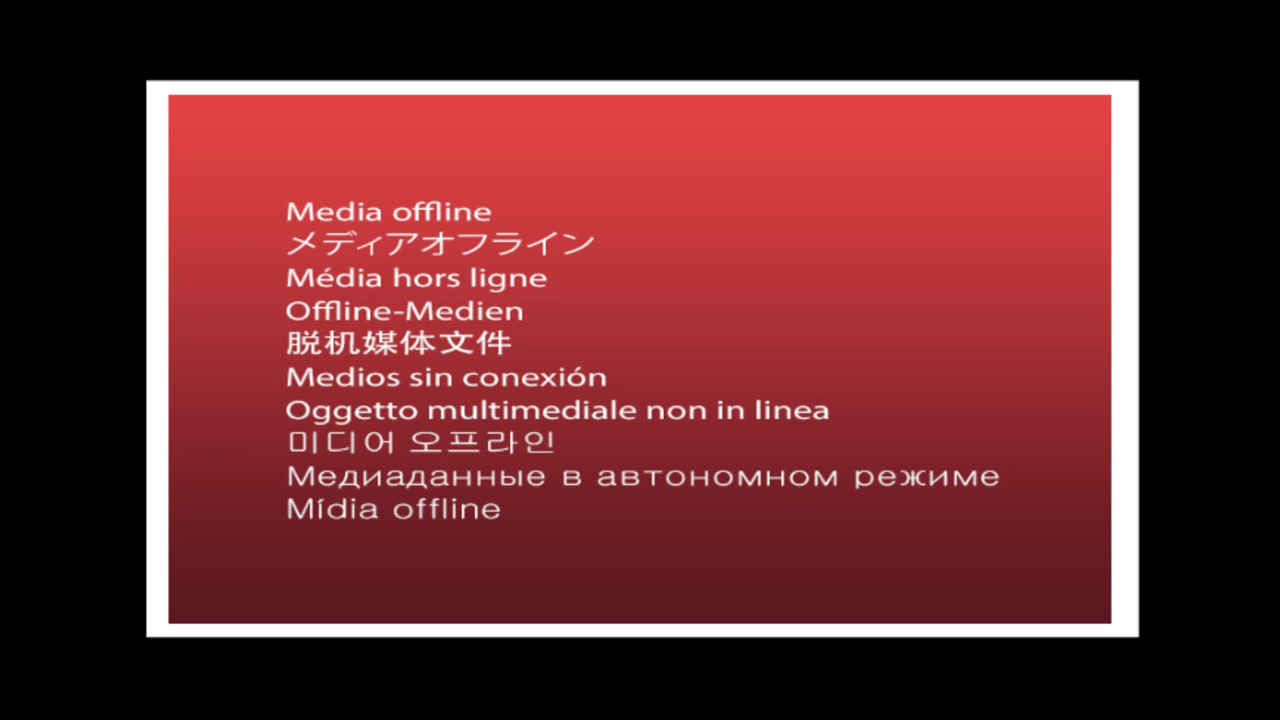 Media offline
メディアオフライン
Média hors ligne
Offline-Medien
脱机媒体文件
Medios sin conexión
Oggetto multimediale non in linea
미디어 오프라인
Медиаданные в автономном режиме
Mídia offline